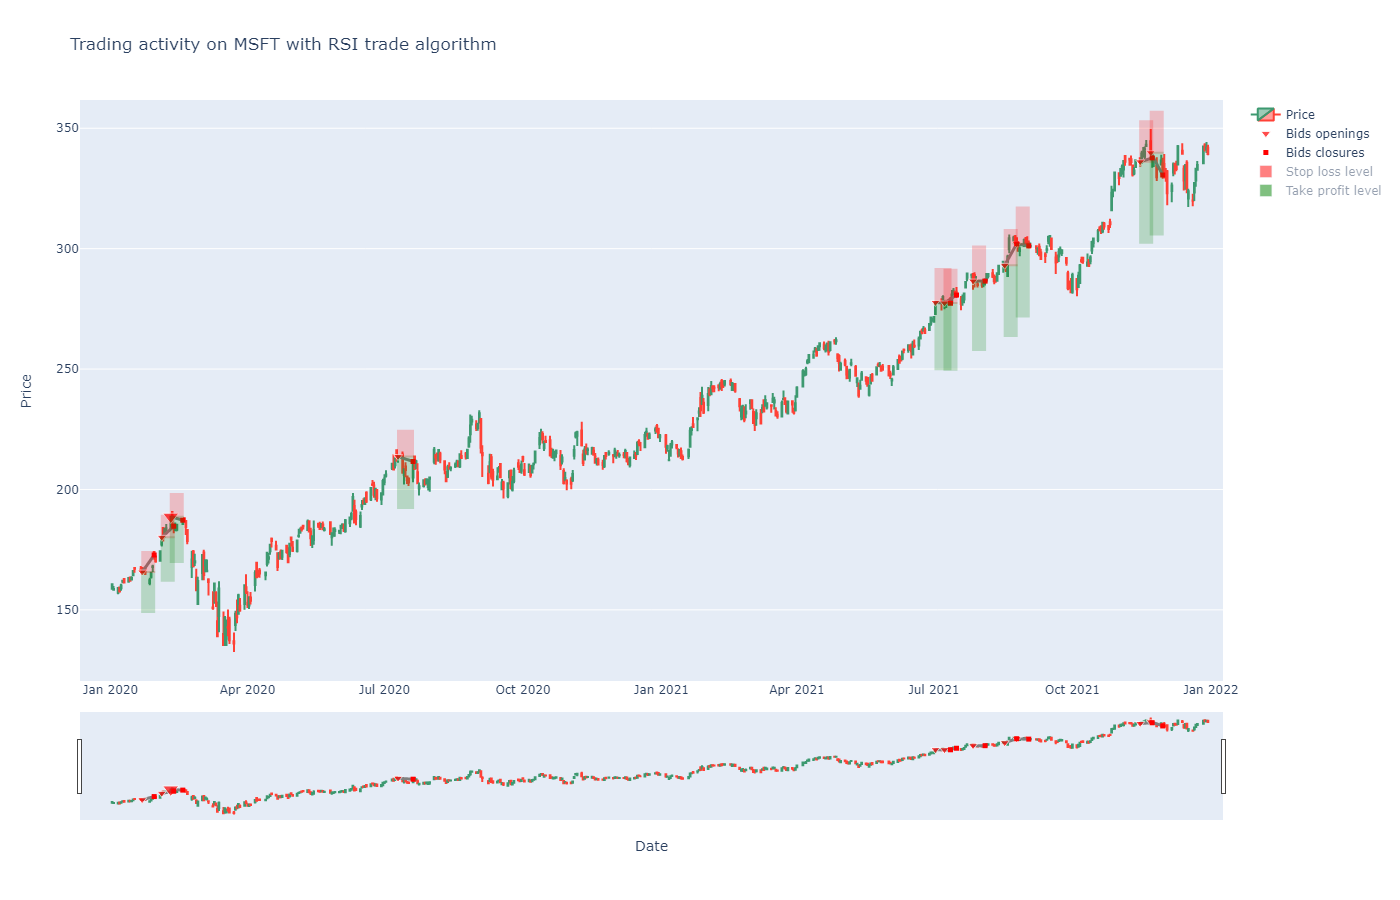 Trading activity on MSFT with RSI trade algorithm
Price
Bids openings
Bids closures
Stop loss level
Take profit level
350
300
250
200
150
Price
Jan 2020
Apr 2020
Jul 2020
Oct 2020
Jan 2021
Apr 2021
Jul 2021
Oct 2021
Jan 2022
Date